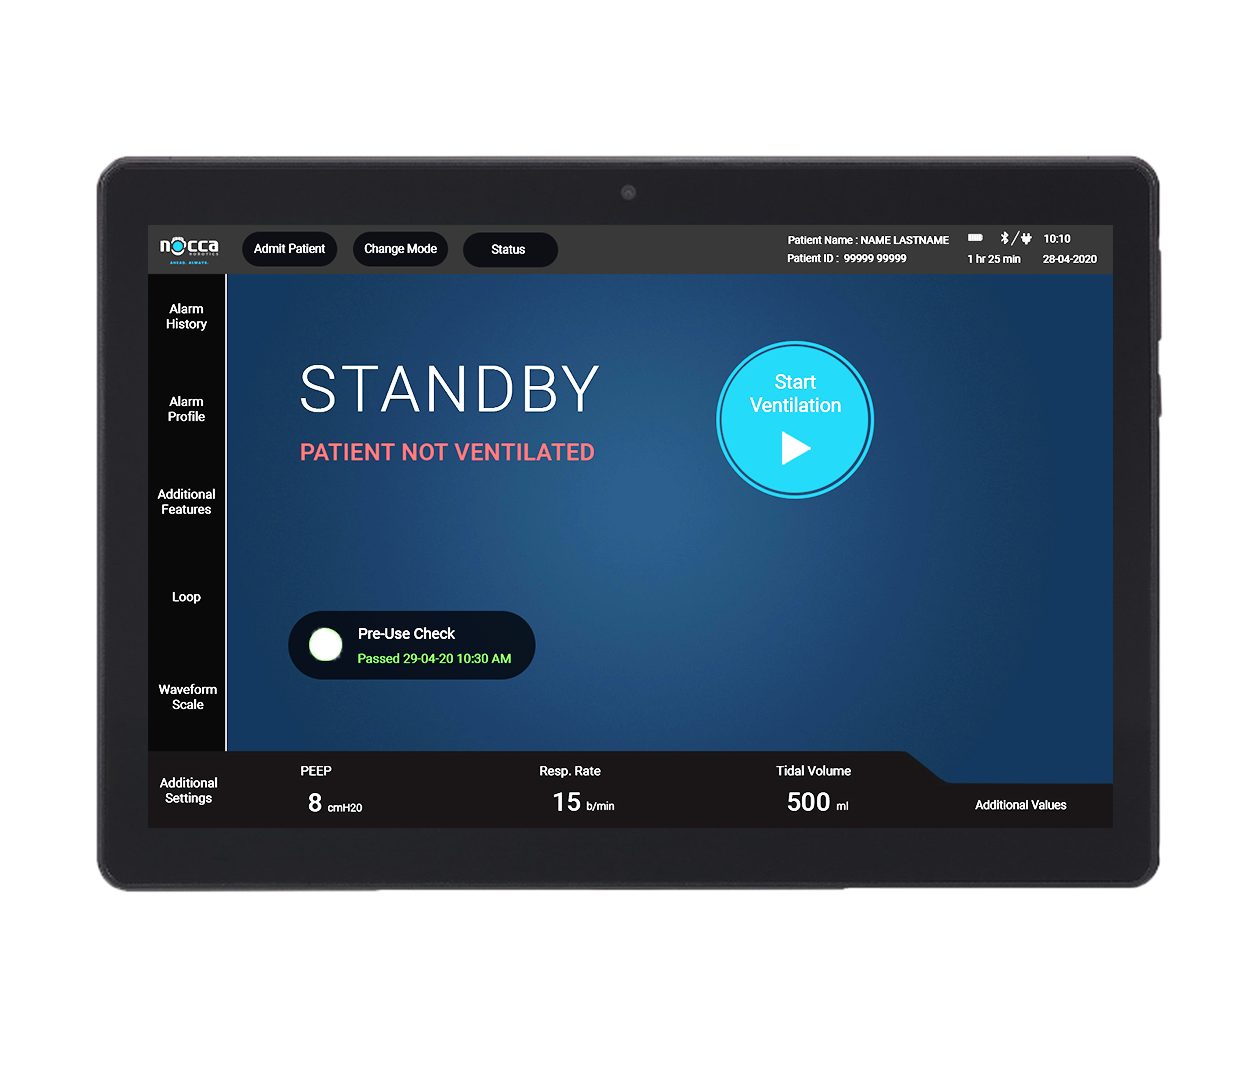 nocca
ROBOTICS
AHEAD. ALWAYS.
Admit Patient
Change Mode
Status
Patient Name : NAME LASTNAME
Patient ID : 99999 99999
10:10
1 hr 25 min
28-04-2020
Alarm
History
Alarm
Profile
Additional
Features
Loop
Waveform
Scale
Additional
Settings
STANDBY
PATIENT NOT VENTILATED
Start
Ventilation
Pre-Use Check
Passed 29-04-20 10:30 AM
PEEP
8 cmH20
Resp. Rate
15 b/min
Tidal Volume
500 ml
Additional Values